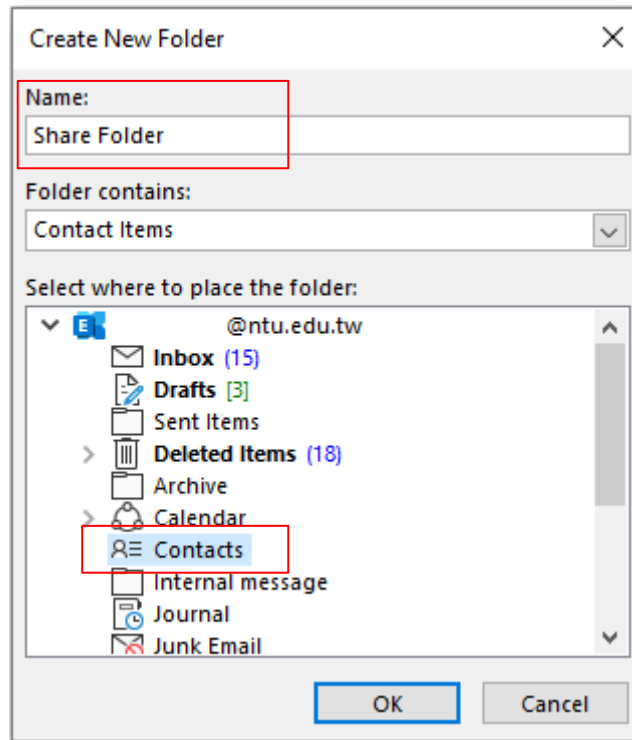 Create New Folder
Name:
Share Folder
Folder contains:
Contact Items
Select where to place the folder:
E @ntu.edu.tw
Inbox (15)
Drafts [3]
Sent Items
Deleted Items (18)
Archive
Calendar
Contacts
Internal message
Journal
Junk Email
OK Cancel